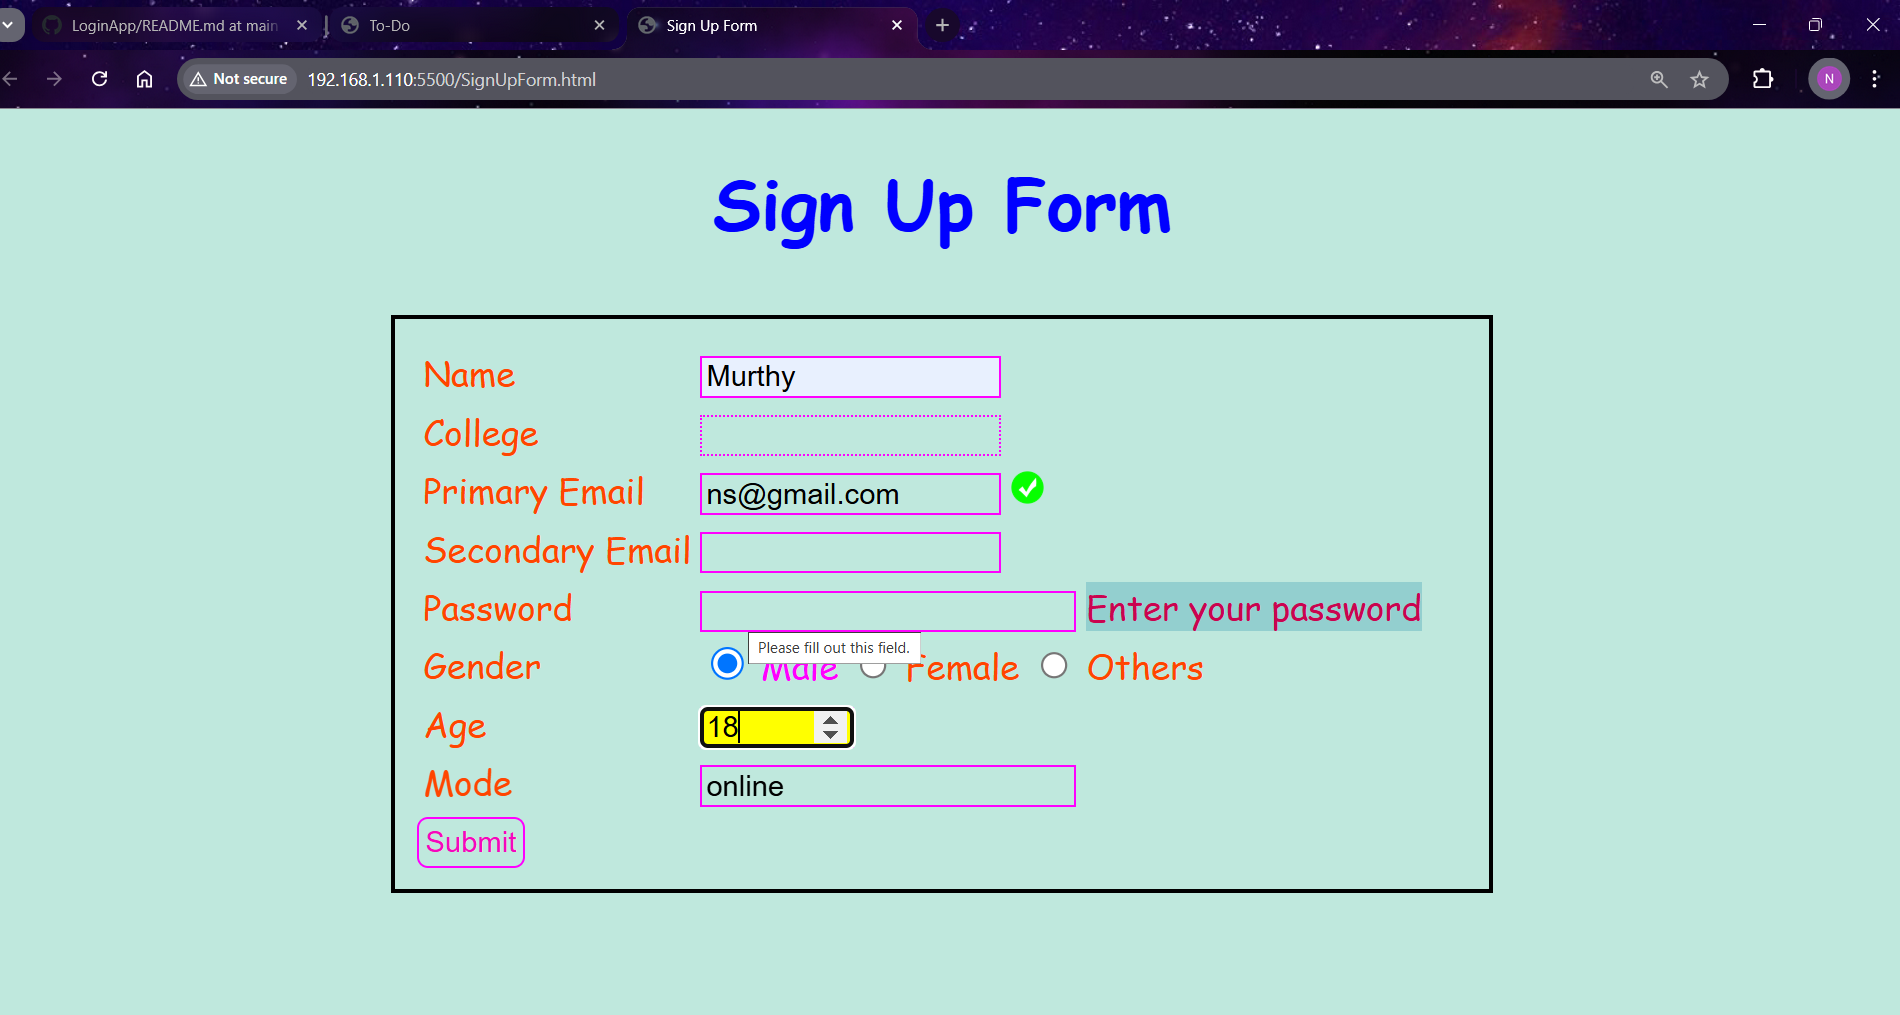 LoginApp/README.md at main
To-Do
Sign Up Form
Not secure
192.168.1.110:5500/SignUpForm.html
N
Sign Up Form
Name Murthy
College
Primary Email ns@gmail.com
Secondary Email
Password Enter your password
Please fill out this field.
Gender Male Female Others
Age 18
Mode online
Submit